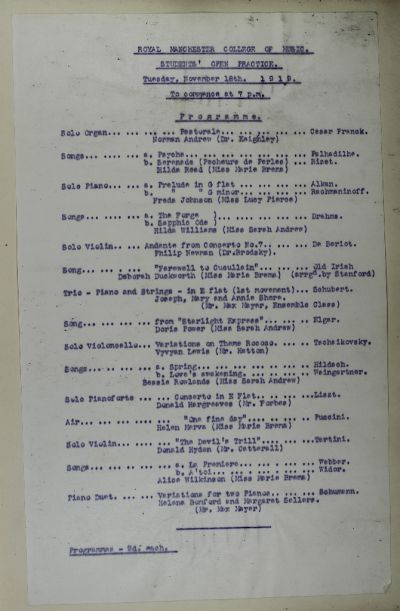 ROYAL MANCHESTER COLLEGE OF MUSIC.
STUDENTS' OPEN PRACTICE.
Tuesday, November 18th. 1919.
To commence at 7 p.m.
Programme.
Solo Organ... ... ... ... Pastorale... ... ... ... ... Cesar Franck.
Norman Andrew (Dr. Keighley)
Songs... ... ... a. Psyche... ... ... ... ... ... ... Palhadilhe.
b. Serenada (Pecheurs de Perles) ... ... Bizet.
Hilda Read (Miss Marie Brema)
Solo Piano... ... a. Prelude in G flat ... ... ... ... Alkan.
b. " " G minor... ... ... ... Rachmaninoff.
Freda Johnson (Miss Lucy Pierce)
Songs ... ... ... a. The Forge }... ... ... ... ... Brahms.
b. Sapphic Ode }
Hilda Williams (Miss Sarah Andrew)
Solo Violin... ... Andante from Concerto No.7.. ... ... De Beriot.
Philip Newman (Dr.Brodsky).
Song... ... ... ... "Farewell to Cucullain"... ... ... Old Irish
Deborah Duckworth (Miss Marie Brema) (arrgd.by Stanford)
Trio - Piano and Strings - in E flat (1st movement)... Schubert.
Joseph, Mary and Annie Shore.
(Mr. Max Mayer, Ensemble Class)
Song... ... ... ... from "Starlight Express"... ... .. Elgar.
Doris Power (Miss Sarah Andrew)
Solo Violoncello... Variations on Theme Rococo... ... ... Tschaikovsky.
Vyvyan Lewis (Mr. Hatton)
Songs... ... ... ... a. Spring... ... ... ... ... ... Hildach.
b. Love's awakening... ... ... ... Weingartner.
Bessie Rowlands (Miss Sarah Andrew)
Solo Pianoforte ... ... Concerto in E Flat... ... ... ...Liszt.
Donald Hargreaves (Mr. Forbes)
Air... ... ... ... ... "One fine day"... ... ... ... Puccini.
Helen Merva (Miss Marie Brema)
Solo Violin... ... ... "The Devil's Trill"... ... ... ...Tartini.
Donald Hyden (Mr. Catterall)
Songs... ... ... ... a. La Premiere... ... ... ... ... Webber.
b. A'toi... ... ... ... ... ... Widor.
Alice Wilkinson (Miss Marie Brema)
Piano Duet. ... ... Variations for two Pianos... ... ... Schumann.
Helena Bomford and Margaret Sellers.
(Mr. Max Mayer)
Programmes - 2d. each.